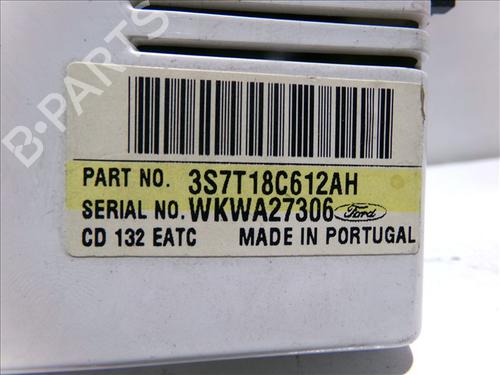 B-PARTS
PART NO. 3S7T18C612AH
SERIAL NO. WKWA27306 Ford
CD 132 EATC MADE IN PORTUGAL